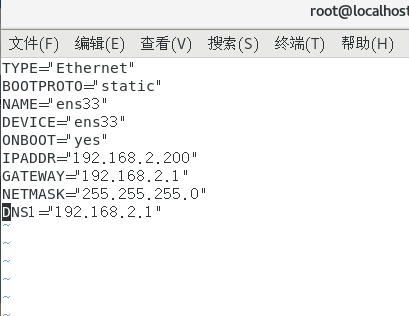 root@localhost
文件(F) 编辑(E) 查看(V) 搜索(S) 终端(T) 帮助(H)
TYPE="Ethernet"
BOOTPROTO="static"
NAME="ens33"
DEVICE="ens33"
ONBOOT="yes"
IPADDR="192.168.2.200"
GATEWAY="192.168.2.1"
NETMASK="255.255.255.0"
DNS1="192.168.2.1"
~
~
~
~
~
~